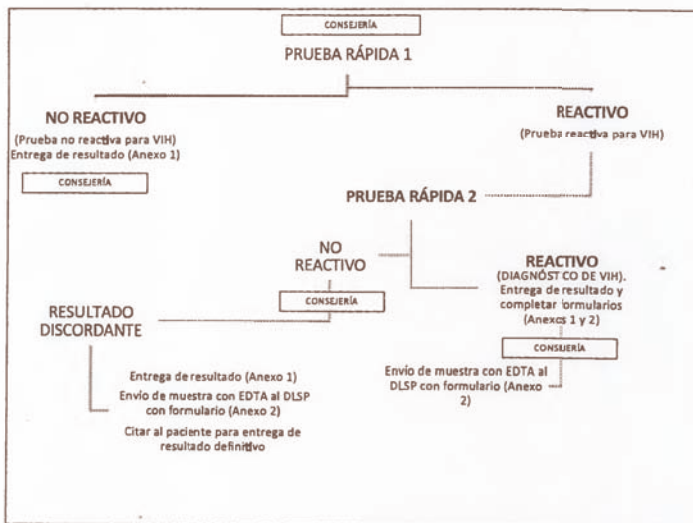 CONSEJERÍA
PRUEBA RÁPIDA 1
NO REACTIVO
(Prueba no reactiva para VIH)
Entrega de resultado (Anexo 1)
CONSEJERÍA
REACTIVO
(Prueba reactiva para VIH)
PRUEBA RÁPIDA 2
NO
REACTIVO
CONSEJERÍA
REACTIVO
(DIAGNÓSTICO DE VIH).
Entrega de resultado y
completar formularios
(Anexos 1 y 2)
CONSEJERÍA
Envío de muestra con EDTA al
DLSP con formulario (Anexo
2)
RESULTADO
DISCORDANTE
Entrega de resultado (Anexo 1)
Envío de muestra con EDTA al DLSP
con formulario (Anexo 2)
Citar al paciente para entrega de
resultado definitivo